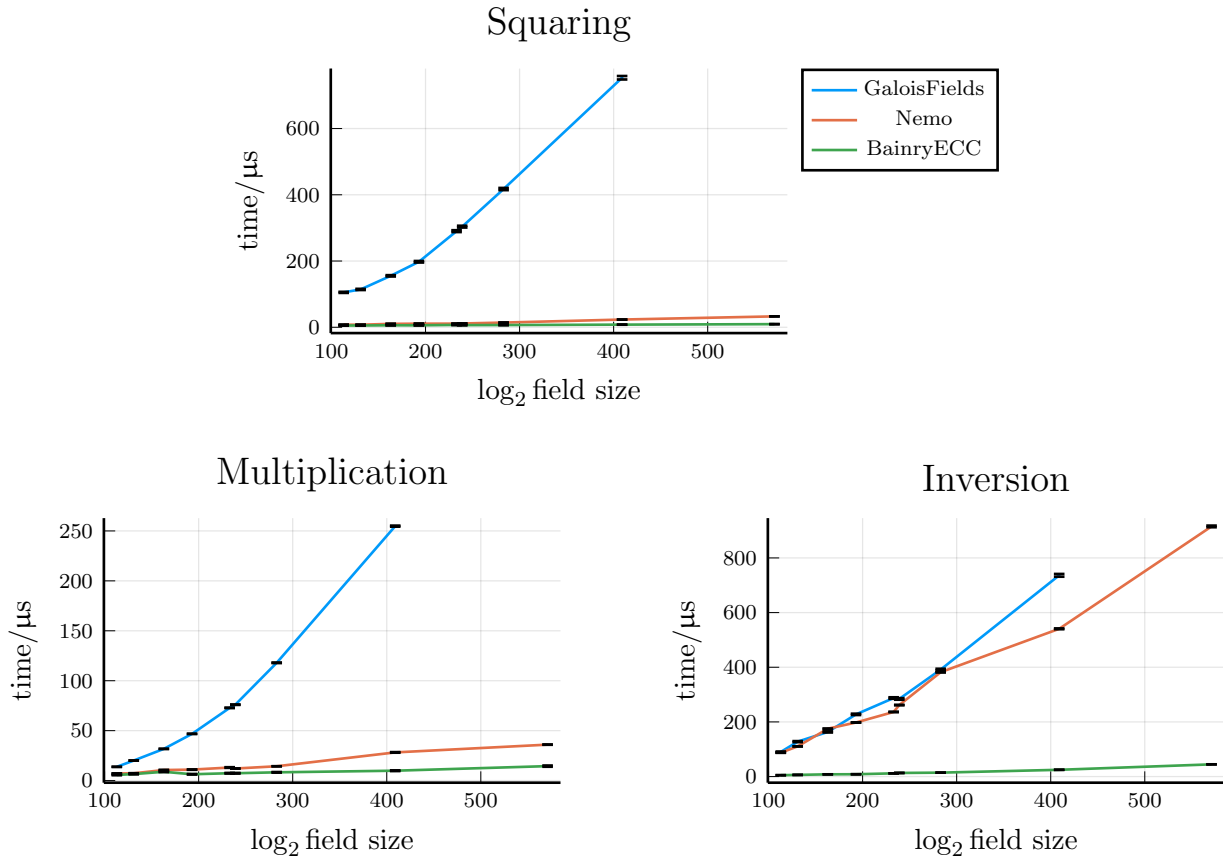 Squaring
time/µs
600
400
200
0
100 200 300 400 500
log₂ field size
GaloisFields
Nemo
BainryECC
Multiplication
time/µs
250
200
150
100
50
0
100 200 300 400 500
log₂ field size
Inversion
time/µs
800
600
400
200
0
100 200 300 400 500
log₂ field size